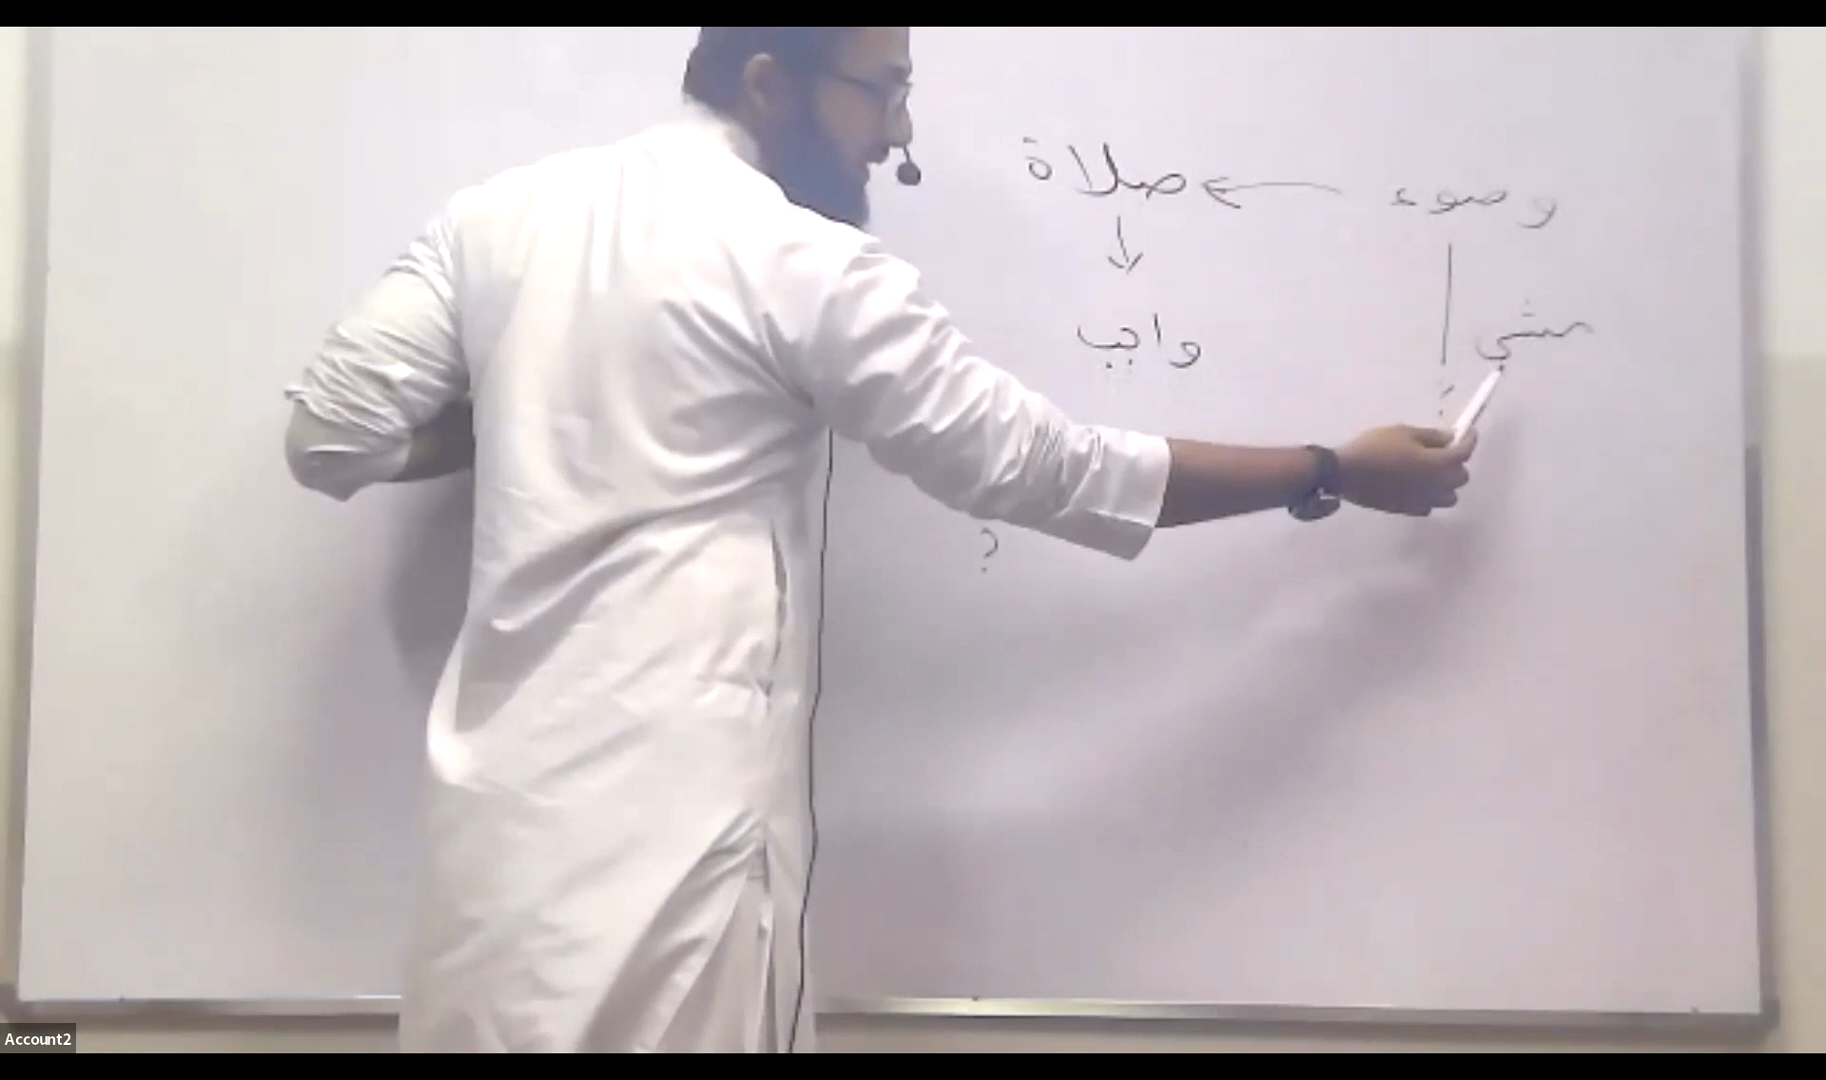 وضوء ← صلاة
↓
واجب
مشي
؟
Account2